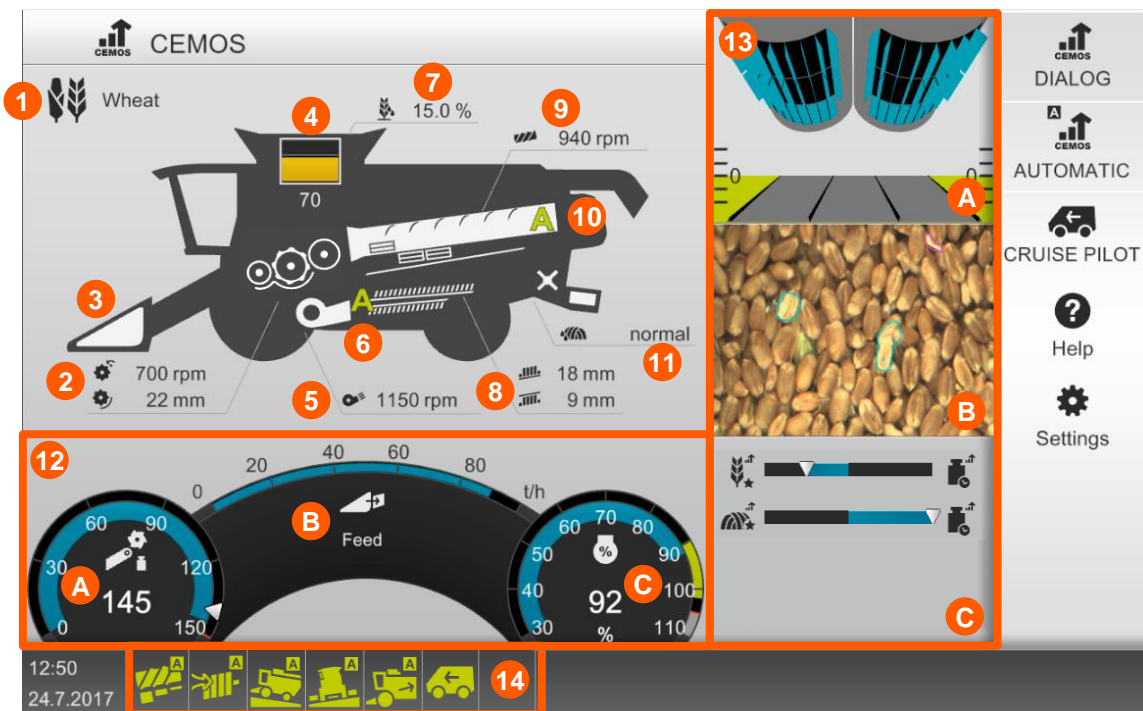 CEMOS
CEMOS
1
Wheat
7
15.0 %
9
940 rpm
4
70
A
10
3
A
6
2
700 rpm
22 mm
5
1150 rpm
8
18 mm
9 mm
normal
11
13
0
0
A
B
C
CEMOS
DIALOG
A
CEMOS
AUTOMATIC
CRUISE PILOT
?
Help
Settings
12
0
20
40
60
80
t/h
B
Feed
0
30
60
90
120
150
A
145
30
40
50
60
70
80
90
100
110
%
92
%
C
12:50
24.7.2017
A
A
A
A
A
14